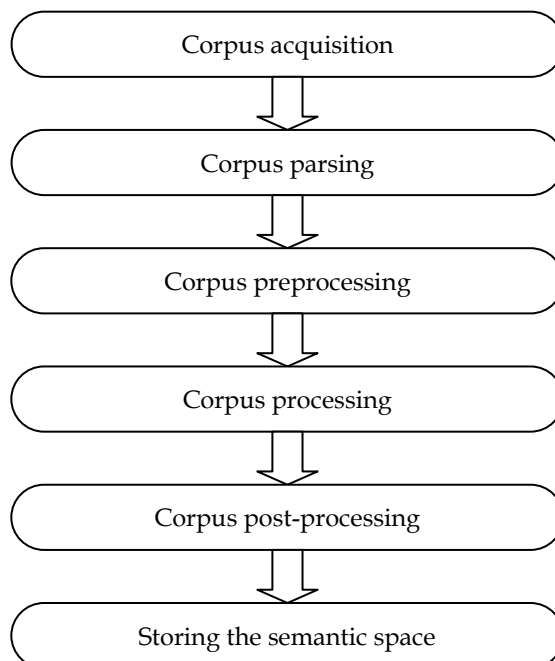 Corpus acquisition
Corpus parsing
Corpus preprocessing
Corpus processing
Corpus post-processing
Storing the semantic space